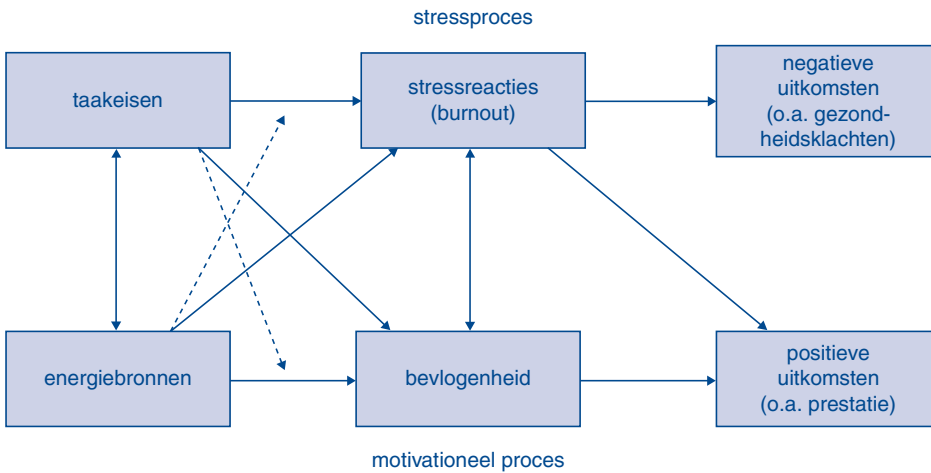 stressproces
taakeisen
stressreacties
(burnout)
negatieve
uitkomsten
(o.a. gezond-
heidsklachten)
energiebronnen
bevlogenheid
positieve
uitkomsten
(o.a. prestatie)
motivationeel proces